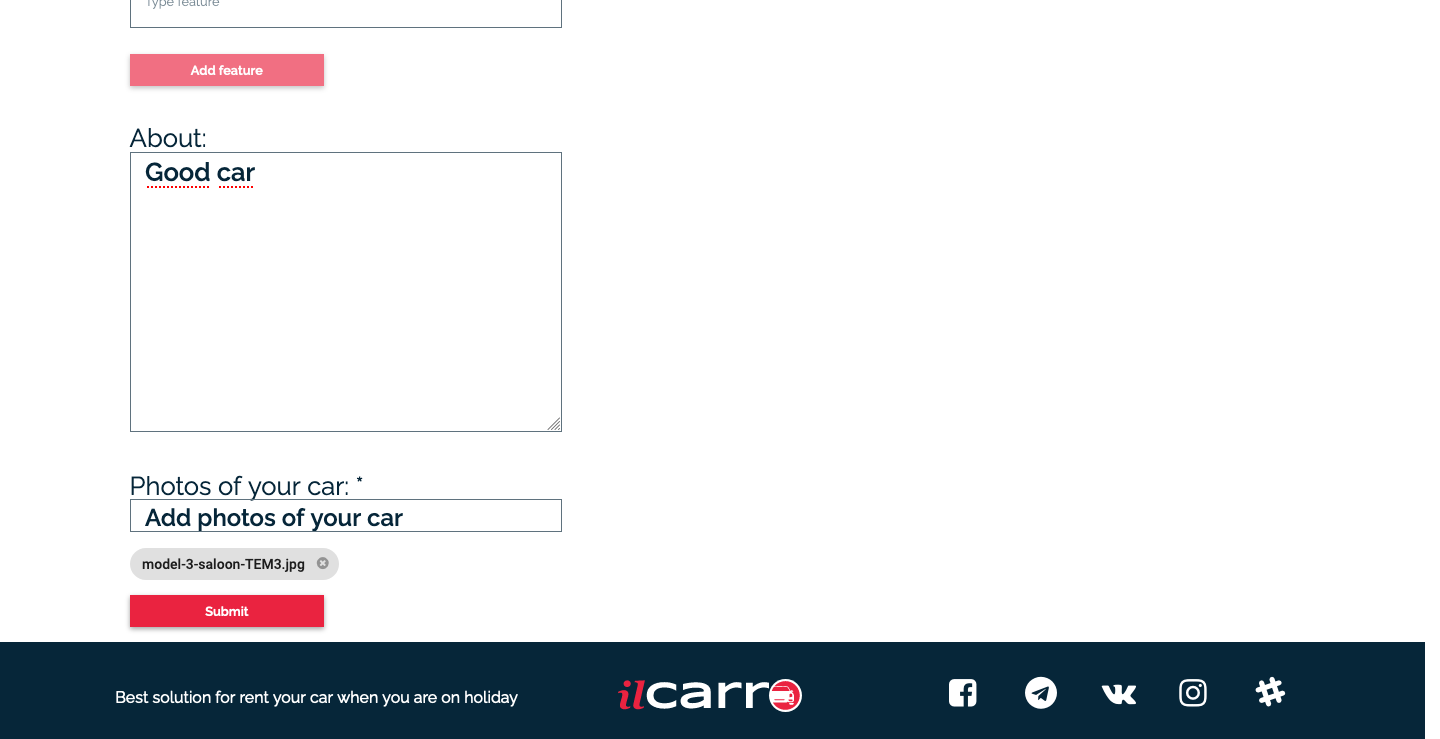 Type feature
Add feature
About:
Good car
Photos of your car: *
Add photos of your car
model-3-saloon-TEM3.jpg
Submit
Best solution for rent your car when you are on holiday
ilcarro